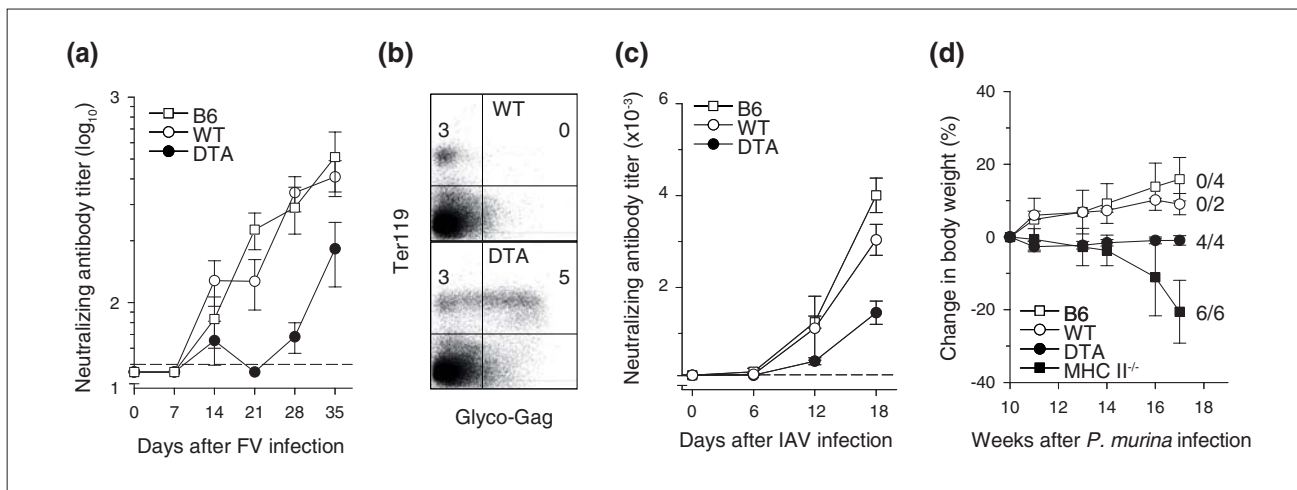 (a)
Neutralizing antibody titer (log₁₀)
3
2
1
B6
WT
DTA
0 7 14 21 28 35
Days after FV infection
(b)
WT
3 0
DTA
3 5
Ter119
Glyco-Gag
(c)
Neutralizing antibody titer (x10⁻³)
6
4
2
B6
WT
DTA
0 6 12 18
Days after IAV infection
(d)
Change in body weight (%)
40
20
0
-20
-40
0/4
0/2
4/4
6/6
B6
WT
DTA
MHC II⁻/⁻
10 12 14 16 18
Weeks after P. murina infection